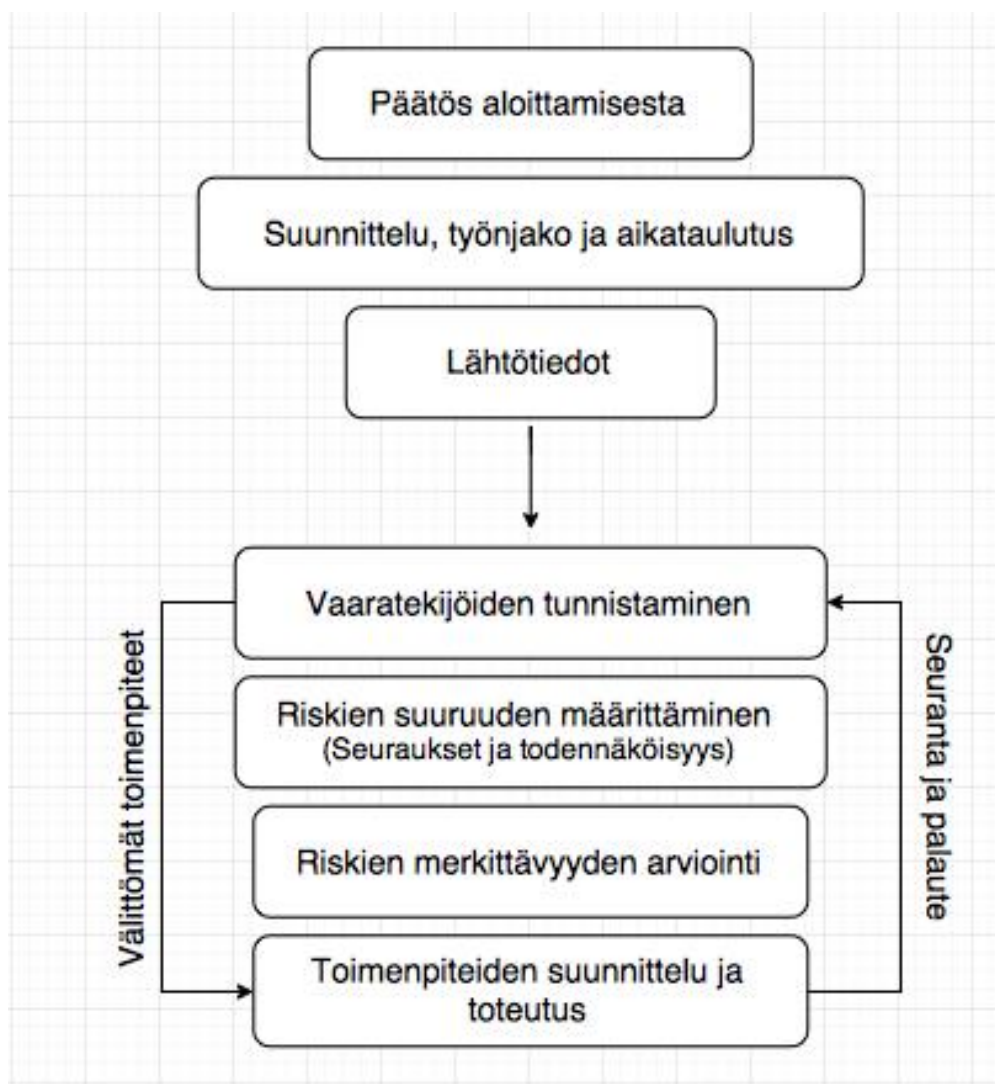 Päätös aloittamisesta
Suunnittelu, työnjako ja aikataulutus
Lähtötiedot
Vaaratekijöiden tunnistaminen
Riskien suuruuden määrittäminen
(Seuraukset ja todennäköisyys)
Riskien merkittävyyden arviointi
Toimenpiteiden suunnittelu ja
toteutus
Välittömät toimenpiteet
Seuranta ja palaute